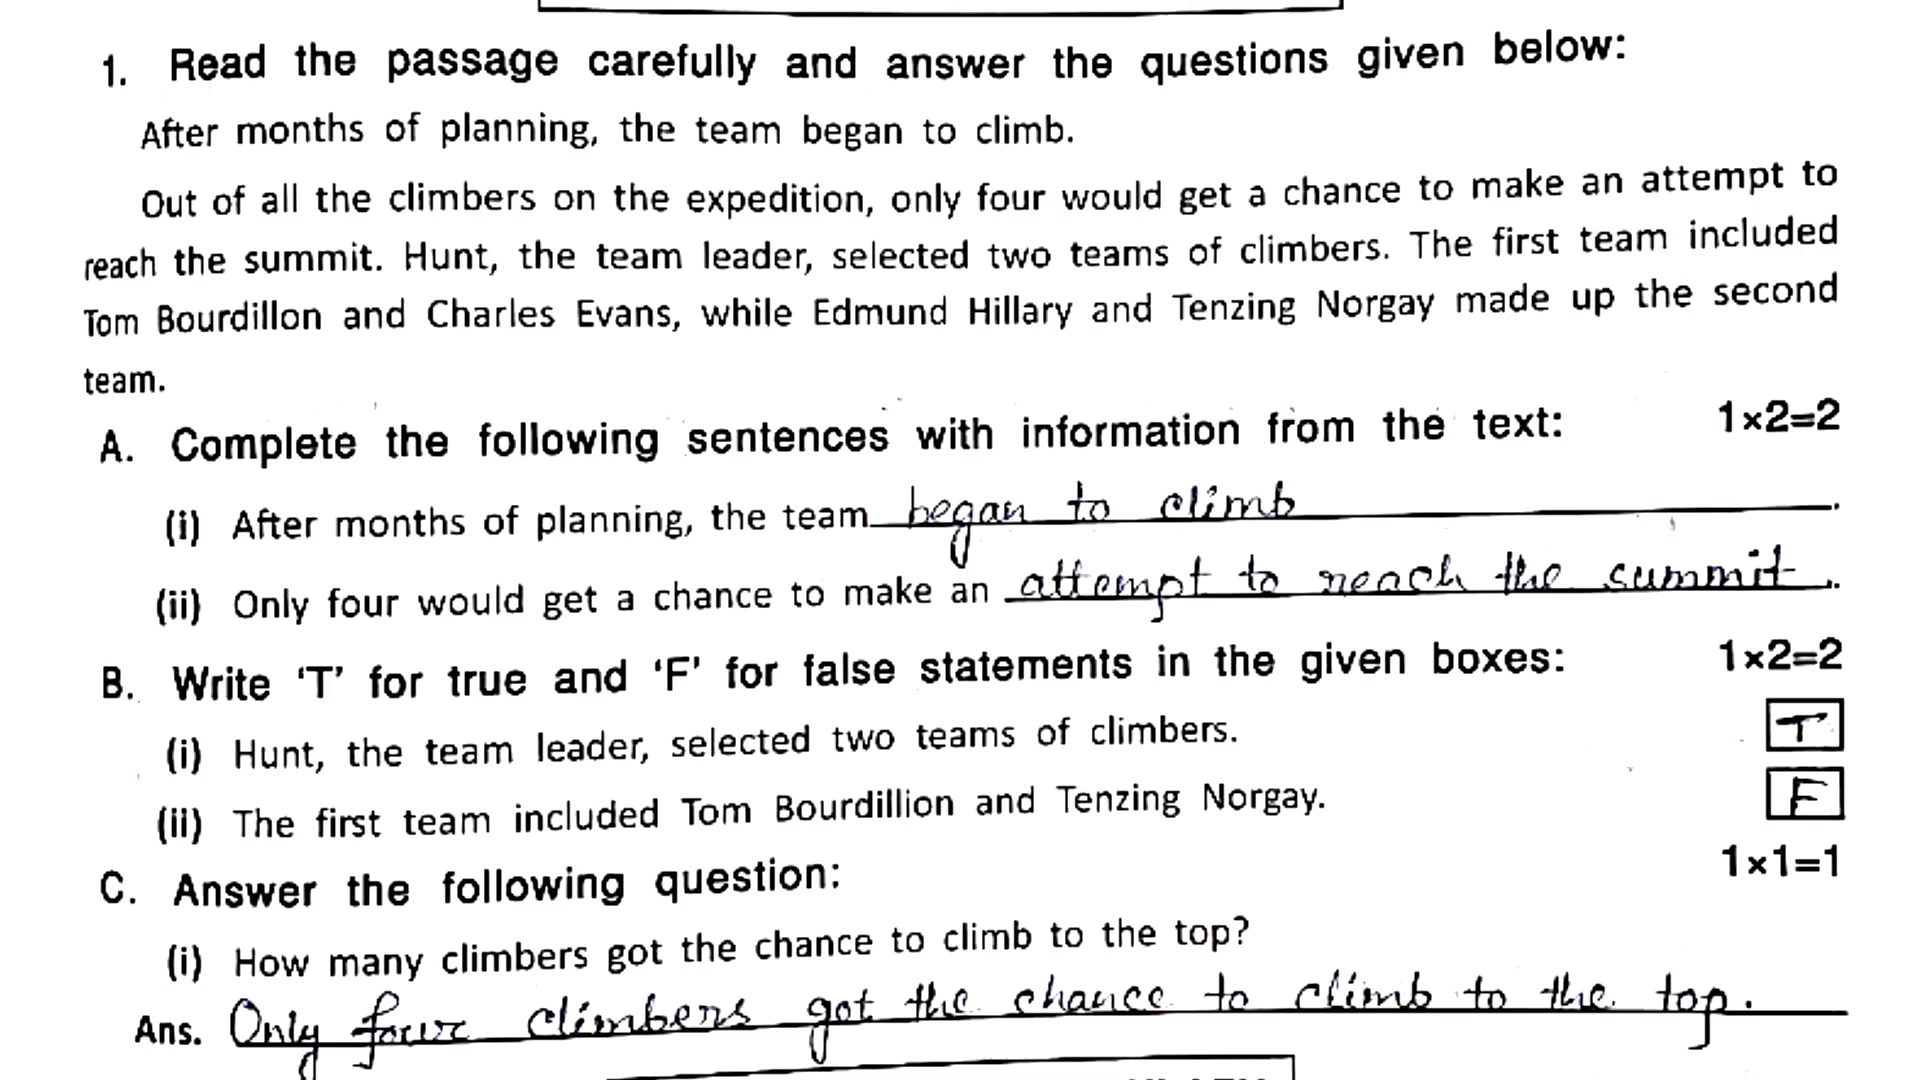 1. Read the passage carefully and answer the questions given below:
After months of planning, the team began to climb.
Out of all the climbers on the expedition, only four would get a chance to make an attempt to
reach the summit. Hunt, the team leader, selected two teams of climbers. The first team included
Tom Bourdillon and Charles Evans, while Edmund Hillary and Tenzing Norgay made up the second
team.
A. Complete the following sentences with information from the text: 1×2=2
(i) After months of planning, the team began to climb.
(ii) Only four would get a chance to make an attempt to reach the summit.
B. Write ‘T’ for true and ‘F’ for false statements in the given boxes: 1×2=2
(i) Hunt, the team leader, selected two teams of climbers. T
(ii) The first team included Tom Bourdillion and Tenzing Norgay. F
C. Answer the following question: 1×1=1
(i) How many climbers got the chance to climb to the top?
Ans. Only four climbers got the chance to climb to the top.